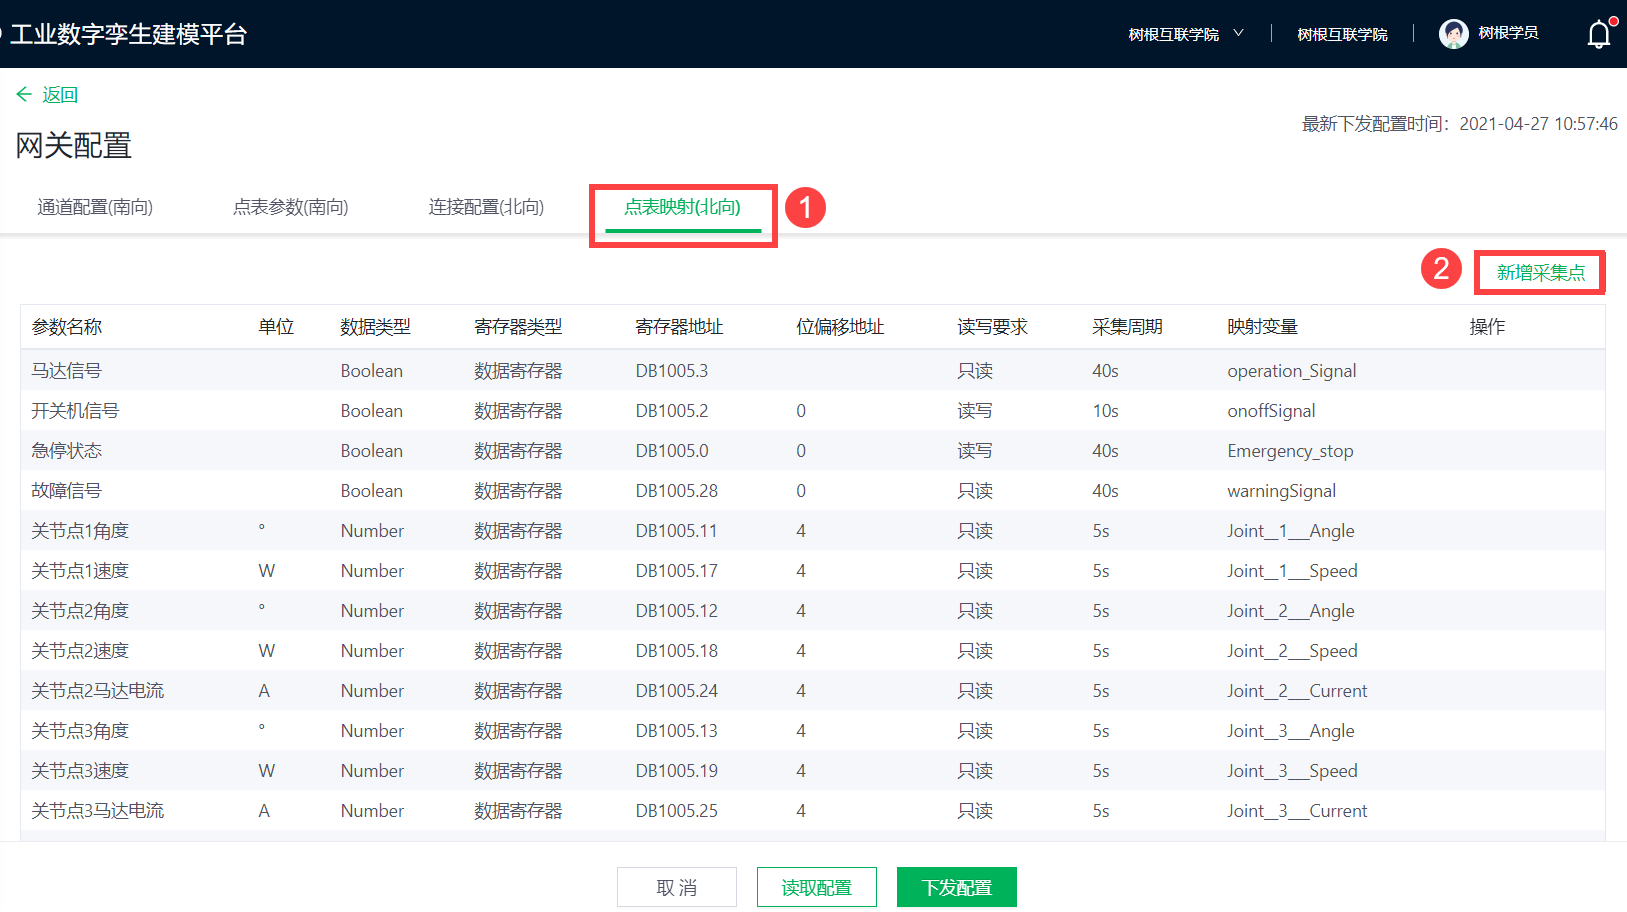 工业数字孪生建模平台
树根互联学院
树根互联学院
树根学员
返回
网关配置
最新下发配置时间：2021-04-27 10:57:46
通道配置(南向) 点表参数(南向) 连接配置(北向) 点表映射(北向) 1
2 新增采集点
参数名称 单位 数据类型 寄存器类型 寄存器地址 位偏移地址 读写要求 采集周期 映射变量 操作
马达信号 Boolean 数据寄存器 DB1005.3 只读 40s operation_Signal
开关机信号 Boolean 数据寄存器 DB1005.2 0 读写 10s onoffSignal
急停状态 Boolean 数据寄存器 DB1005.0 0 读写 40s Emergency_stop
故障信号 Boolean 数据寄存器 DB1005.28 0 只读 40s warningSignal
关节点1角度 ° Number 数据寄存器 DB1005.11 4 只读 5s Joint__1___Angle
关节点1速度 W Number 数据寄存器 DB1005.17 4 只读 5s Joint__1___Speed
关节点2角度 ° Number 数据寄存器 DB1005.12 4 只读 5s Joint__2___Angle
关节点2速度 W Number 数据寄存器 DB1005.18 4 只读 5s Joint__2___Speed
关节点2马达电流 A Number 数据寄存器 DB1005.24 4 只读 5s Joint__2___Current
关节点3角度 ° Number 数据寄存器 DB1005.13 4 只读 5s Joint__3___Angle
关节点3速度 W Number 数据寄存器 DB1005.19 4 只读 5s Joint__3___Speed
关节点3马达电流 A Number 数据寄存器 DB1005.25 4 只读 5s Joint__3___Current
取 消 读取配置 下发配置